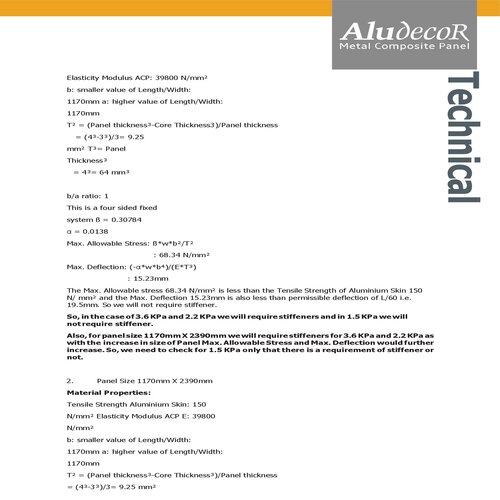 ALUDECOR
Metal Composite Panel
Technical
Elasticity Modulus ACP: 39800 N/mm²
b: smaller value of Length/Width:
1170mm a: higher value of Length/Width:
1170mm
T² = (Panel thickness³-Core Thickness3)/Panel thickness
= (4³-3³)/3= 9.25
mm² T³= Panel
Thickness³
= 4³= 64 mm³
b/a ratio: 1
This is a four sided fixed
system ß = 0.30784
α = 0.0138
Max. Allowable Stress: ß*w*b²/T²
: 68.34 N/mm²
Max. Deflection: (-α*w*b⁴)/(E*T³)
: 15.23mm
The Max. Allowable stress 68.34 N/mm² is less than the Tensile Strength of Aluminium Skin 150
N/ mm² and the Max. Deflection 15.23mm is also less than permissible deflection of L/60 i.e.
19.5mm. So we will not require stiffener.
So, in the case of 3.6 KPa and 2.2 KPa we will require stiffeners and in 1.5 KPa we will
not require stiffener.
Also, for panel size 1170mm X 2390mm we will require stiffeners for 3.6 KPa and 2.2 KPa as
with the increase in size of Panel Max. Allowable Stress and Max. Deflection would further
increase. So, we need to check for 1.5 KPa only that there is a requirement of stiffener or
not.
2. Panel Size 1170mm X 2390mm
Material Properties:
Tensile Strength Aluminium Skin: 150
N/mm² Elasticity Modulus ACP E: 39800
N/mm²
b: smaller value of Length/Width:
1170mm a: higher value of Length/Width:
1170mm
T² = (Panel thickness³-Core Thickness³)/Panel thickness
= (4³-3³)/3= 9.25 mm²